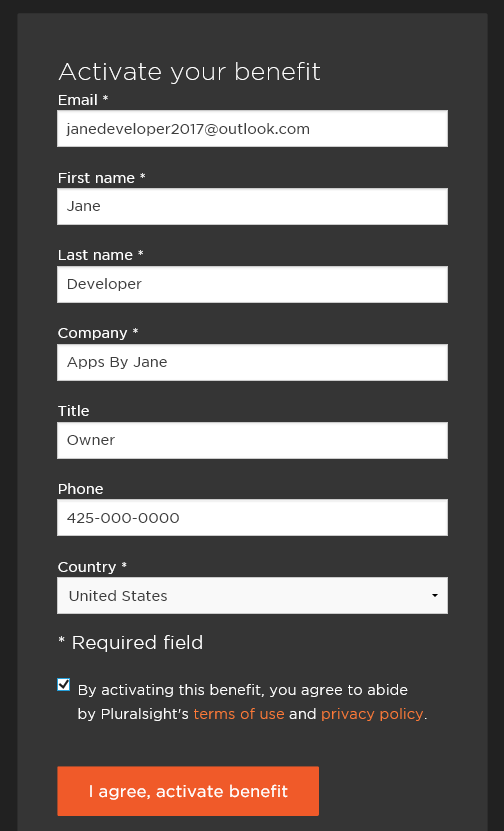 Activate your benefit
Email *
janedeveloper2017@outlook.com
First name *
Jane
Last name *
Developer
Company *
Apps By Jane
Title
Owner
Phone
425-000-0000
Country *
United States
* Required field
By activating this benefit, you agree to abide
by Pluralsight's terms of use and privacy policy.
I agree, activate benefit